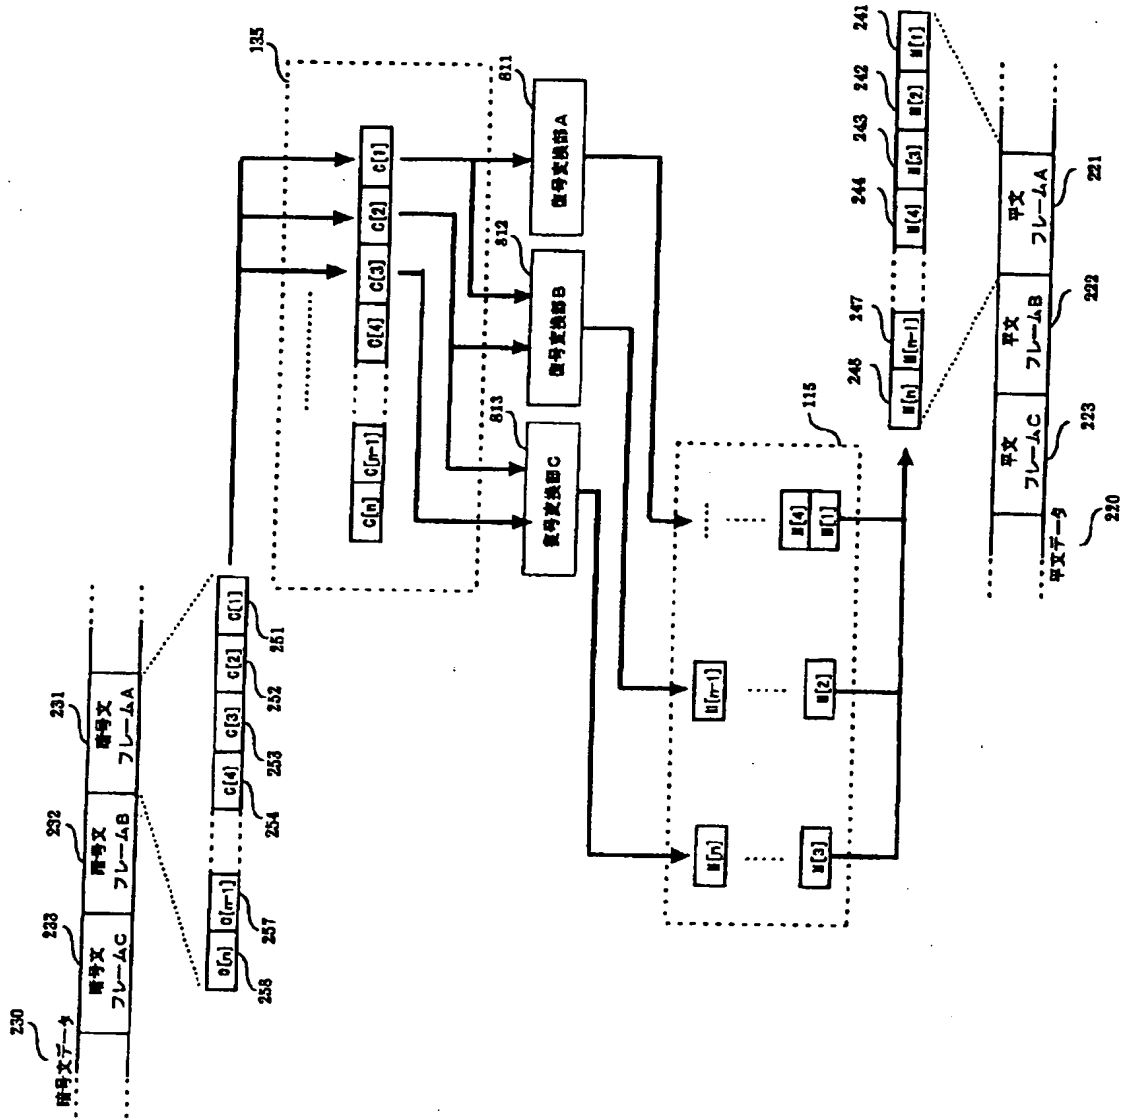 230
暗号文データ
233
232
231
暗号文
フレームC
暗号文
フレームB
暗号文
フレームA
C[n]
C[n-1]
C[4]
C[3]
C[2]
C[1]
258
257
254
253
252
251
135
C[n]
C[n-1]
C[4]
C[3]
C[2]
C[1]
813
812
811
復号変換部C
復号変換部B
復号変換部A
115
M[n]
M[n-1]
M[4]
M[3]
M[2]
M[1]
248
247
244
243
242
241
M[n]
M[n-1]
M[4]
M[3]
M[2]
M[1]
平文
フレームC
平文
フレームB
平文
フレームA
223
222
221
平文データ
220